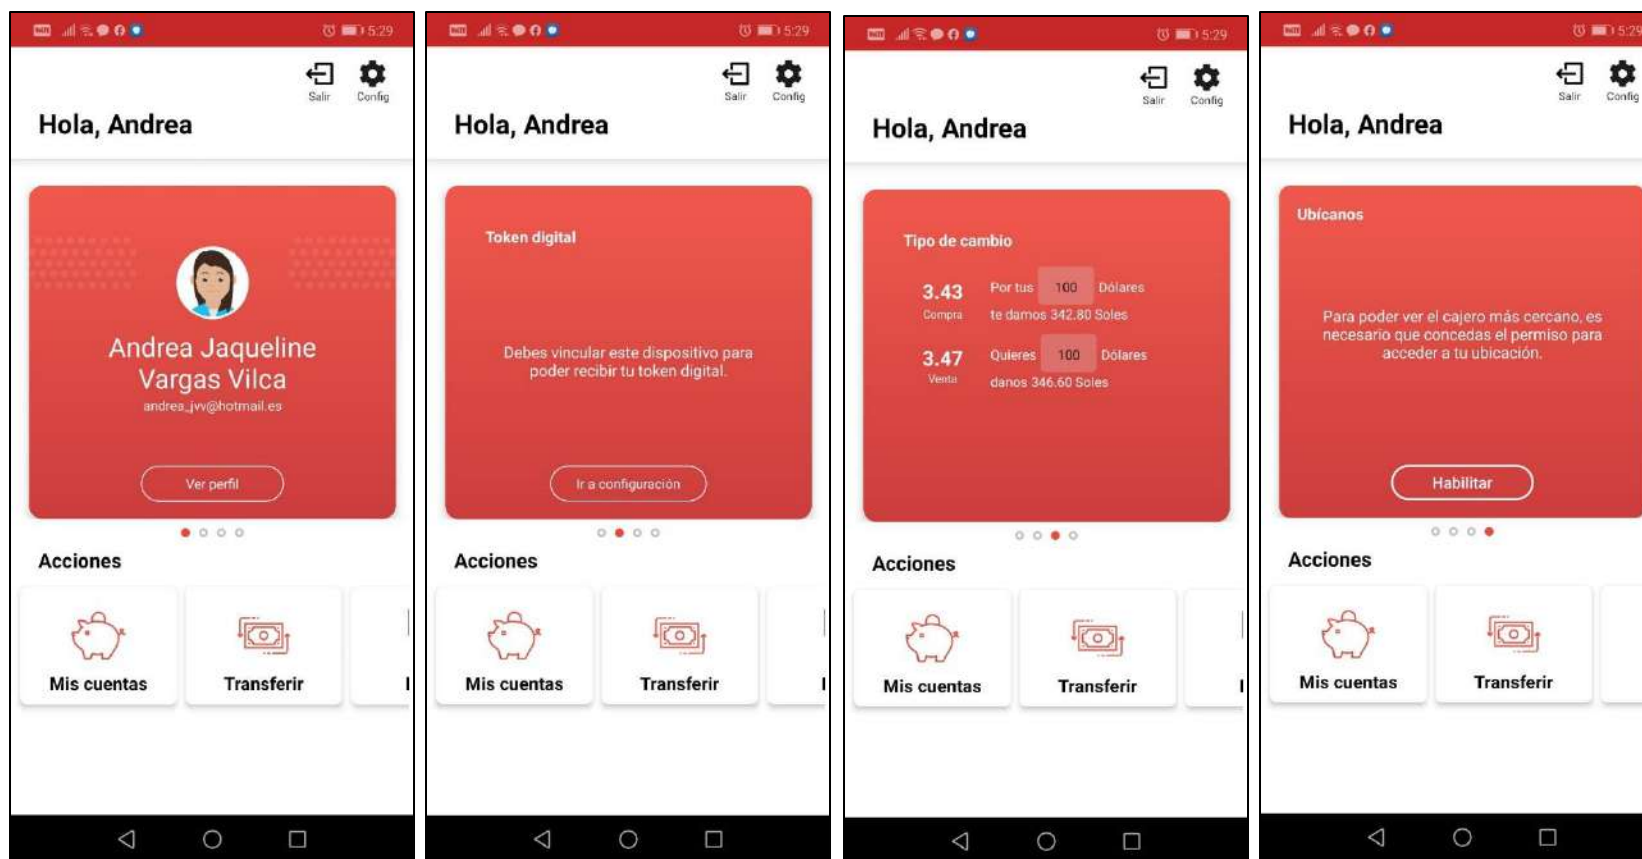 5:29
Salir Config
Hola, Andrea
Andrea Jaqueline
Vargas Vilca
andrea_jvv@hotmail.es
Ver perfil
Acciones
Mis cuentas Transferir
5:29
Salir Config
Hola, Andrea
Token digital
Debes vincular este dispositivo para
poder recibir tu token digital.
Ir a configuración
Acciones
Mis cuentas Transferir
5:29
Salir Config
Hola, Andrea
Tipo de cambio
3.43 Por tus 100 Dólares
Compra te damos 342.80 Soles
3.47 Quieres 100 Dólares
Venta danos 346.60 Soles
Acciones
Mis cuentas Transferir
5:29
Salir Config
Hola, Andrea
Ubícanos
Para poder ver el cajero más cercano, es
necesario que concedas el permiso para
acceder a tu ubicación.
Habilitar
Acciones
Mis cuentas Transferir